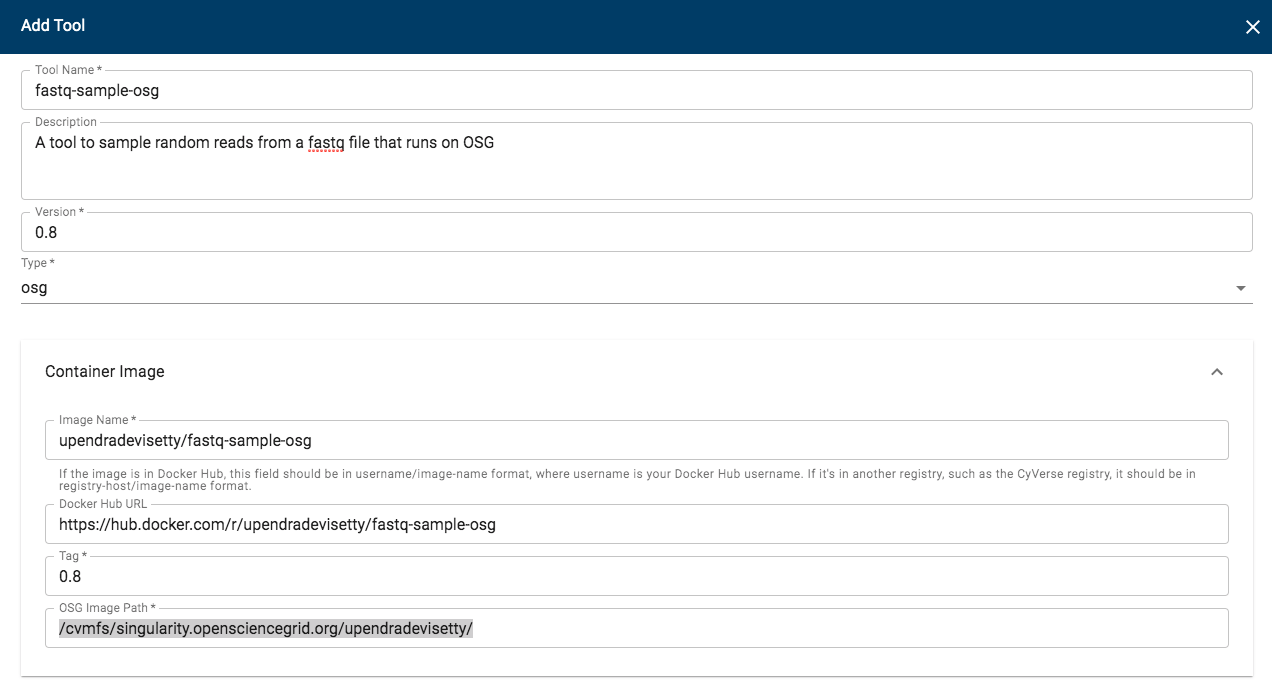 Add Tool
Tool Name *
fastq-sample-osg
Description
A tool to sample random reads from a fastq file that runs on OSG
Version *
0.8
Type *
osg
Container Image
Image Name *
upendradevisetty/fastq-sample-osg
If the image is in Docker Hub, this field should be in username/image-name format, where username is your Docker Hub username. If it's in another registry, such as the CyVerse registry, it should be in
registry-host/image-name format.
Docker Hub URL
https://hub.docker.com/r/upendradevisetty/fastq-sample-osg
Tag *
0.8
OSG Image Path *
/cvmfs/singularity.opensciencegrid.org/upendradevisetty/